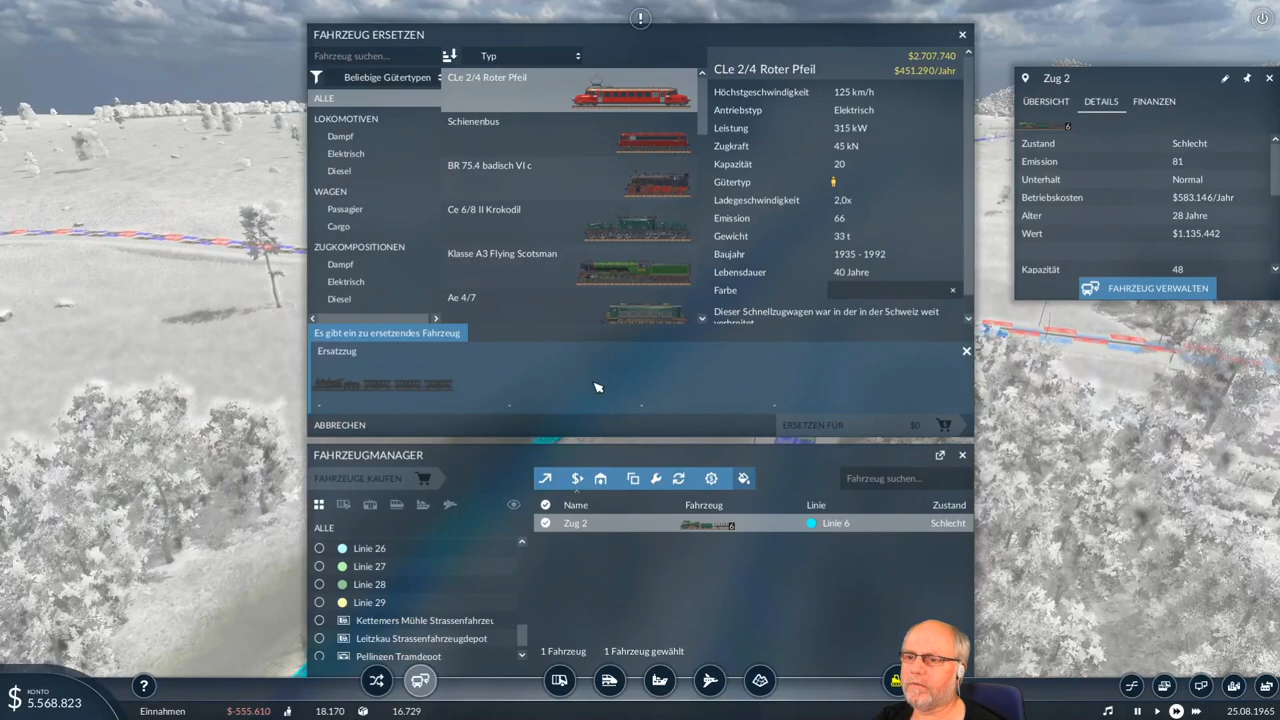 FAHRZEUG ERSETZEN
Fahrzeug suchen...
Typ
Beliebige Gütertypen
ALLE
LOKOMOTIVEN
Dampf
Elektrisch
Diesel
WAGEN
Passagier
Cargo
ZUGKOMPOSITIONEN
Dampf
Elektrisch
Diesel
CLe 2/4 Roter Pfeil
Schienenbus
BR 75.4 badisch VI c
Ce 6/8 II Krokodil
Klasse A3 Flying Scotsman
Ae 4/7
$2.707.740
CLe 2/4 Roter Pfeil
$451.290/Jahr
Höchstgeschwindigkeit 125 km/h
Antriebstyp Elektrisch
Leistung 315 kW
Zugkraft 45 kN
Kapazität 20
Gütertyp
Ladegeschwindigkeit 2,0x
Emission 66
Gewicht 33 t
Baujahr 1935 - 1992
Lebensdauer 40 Jahre
Farbe
Dieser Schnellzugwagen war in der in der Schweiz weit
verbreitet
Es gibt ein zu ersetzendes Fahrzeug
Ersatzzug
- - - -
ABBRECHEN
ERSETZEN FÜR $0
Zug 2
ÜBERSICHT DETAILS FINANZEN
6
Zustand Schlecht
Emission 81
Unterhalt Normal
Betriebskosten $583.146/Jahr
Alter 28 Jahre
Wert $1.135.442
Kapazität 48
FAHRZEUG VERWALTEN
FAHRZEUGMANAGER
FAHRZEUGE KAUFEN
Fahrzeug suchen...
ALLE
Linie 26
Linie 27
Linie 28
Linie 29
Kettemers Mühle Strassenfahrzeu
Leitzkau Strassenfahrzeugdepot
Pellingen Tramdepot
Name Fahrzeug Linie Zustand
Zug 2 6 Linie 6 Schlecht
1 Fahrzeug 1 Fahrzeug gewählt
$ KONTO
5.568.823
?
Einnahmen $-555.610 18.170 16.729
25.08.1965